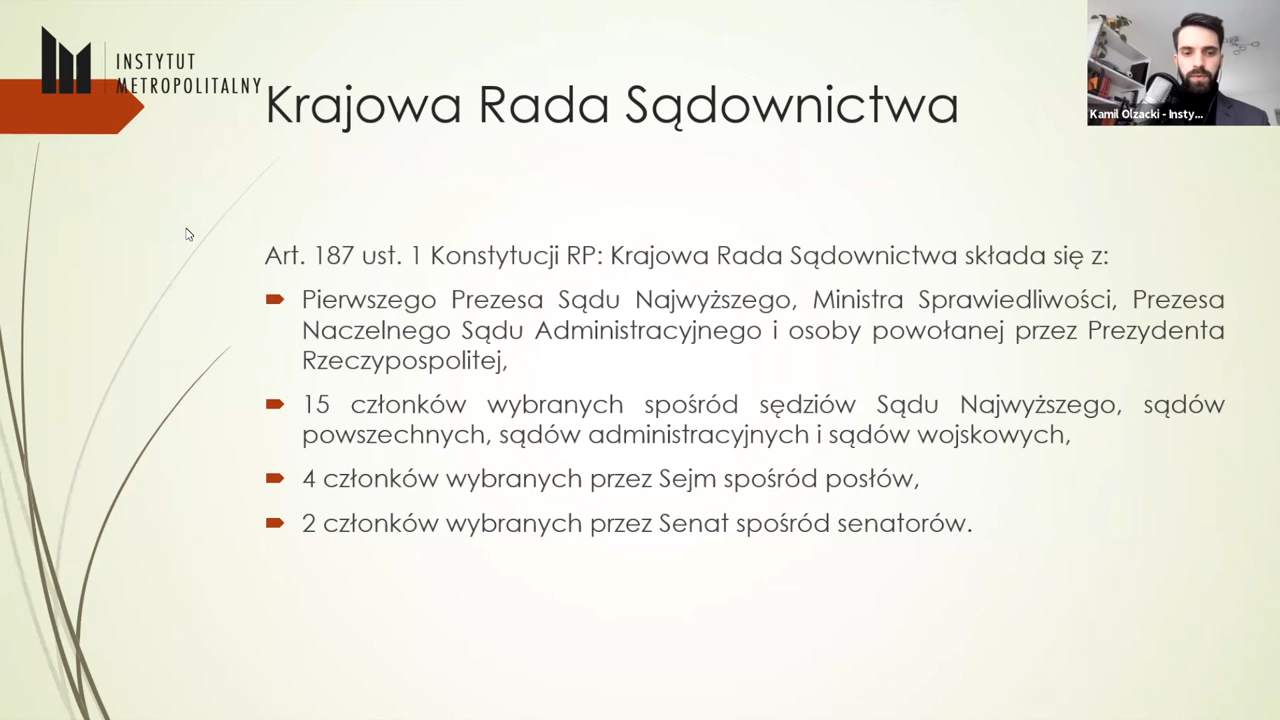 INSTYTUT
METROPOLITALNY
Krajowa Rada Sądownictwa
Kamil Olzacki - Insty...
Art. 187 ust. 1 Konstytucji RP: Krajowa Rada Sądownictwa składa się z:
Pierwszego Prezesa Sądu Najwyższego, Ministra Sprawiedliwości, Prezesa
Naczelnego Sądu Administracyjnego i osoby powołanej przez Prezydenta
Rzeczypospolitej,
15 członków wybranych spośród sędziów Sądu Najwyższego, sądów
powszechnych, sądów administracyjnych i sądów wojskowych,
4 członków wybranych przez Sejm spośród posłów,
2 członków wybranych przez Senat spośród senatorów.